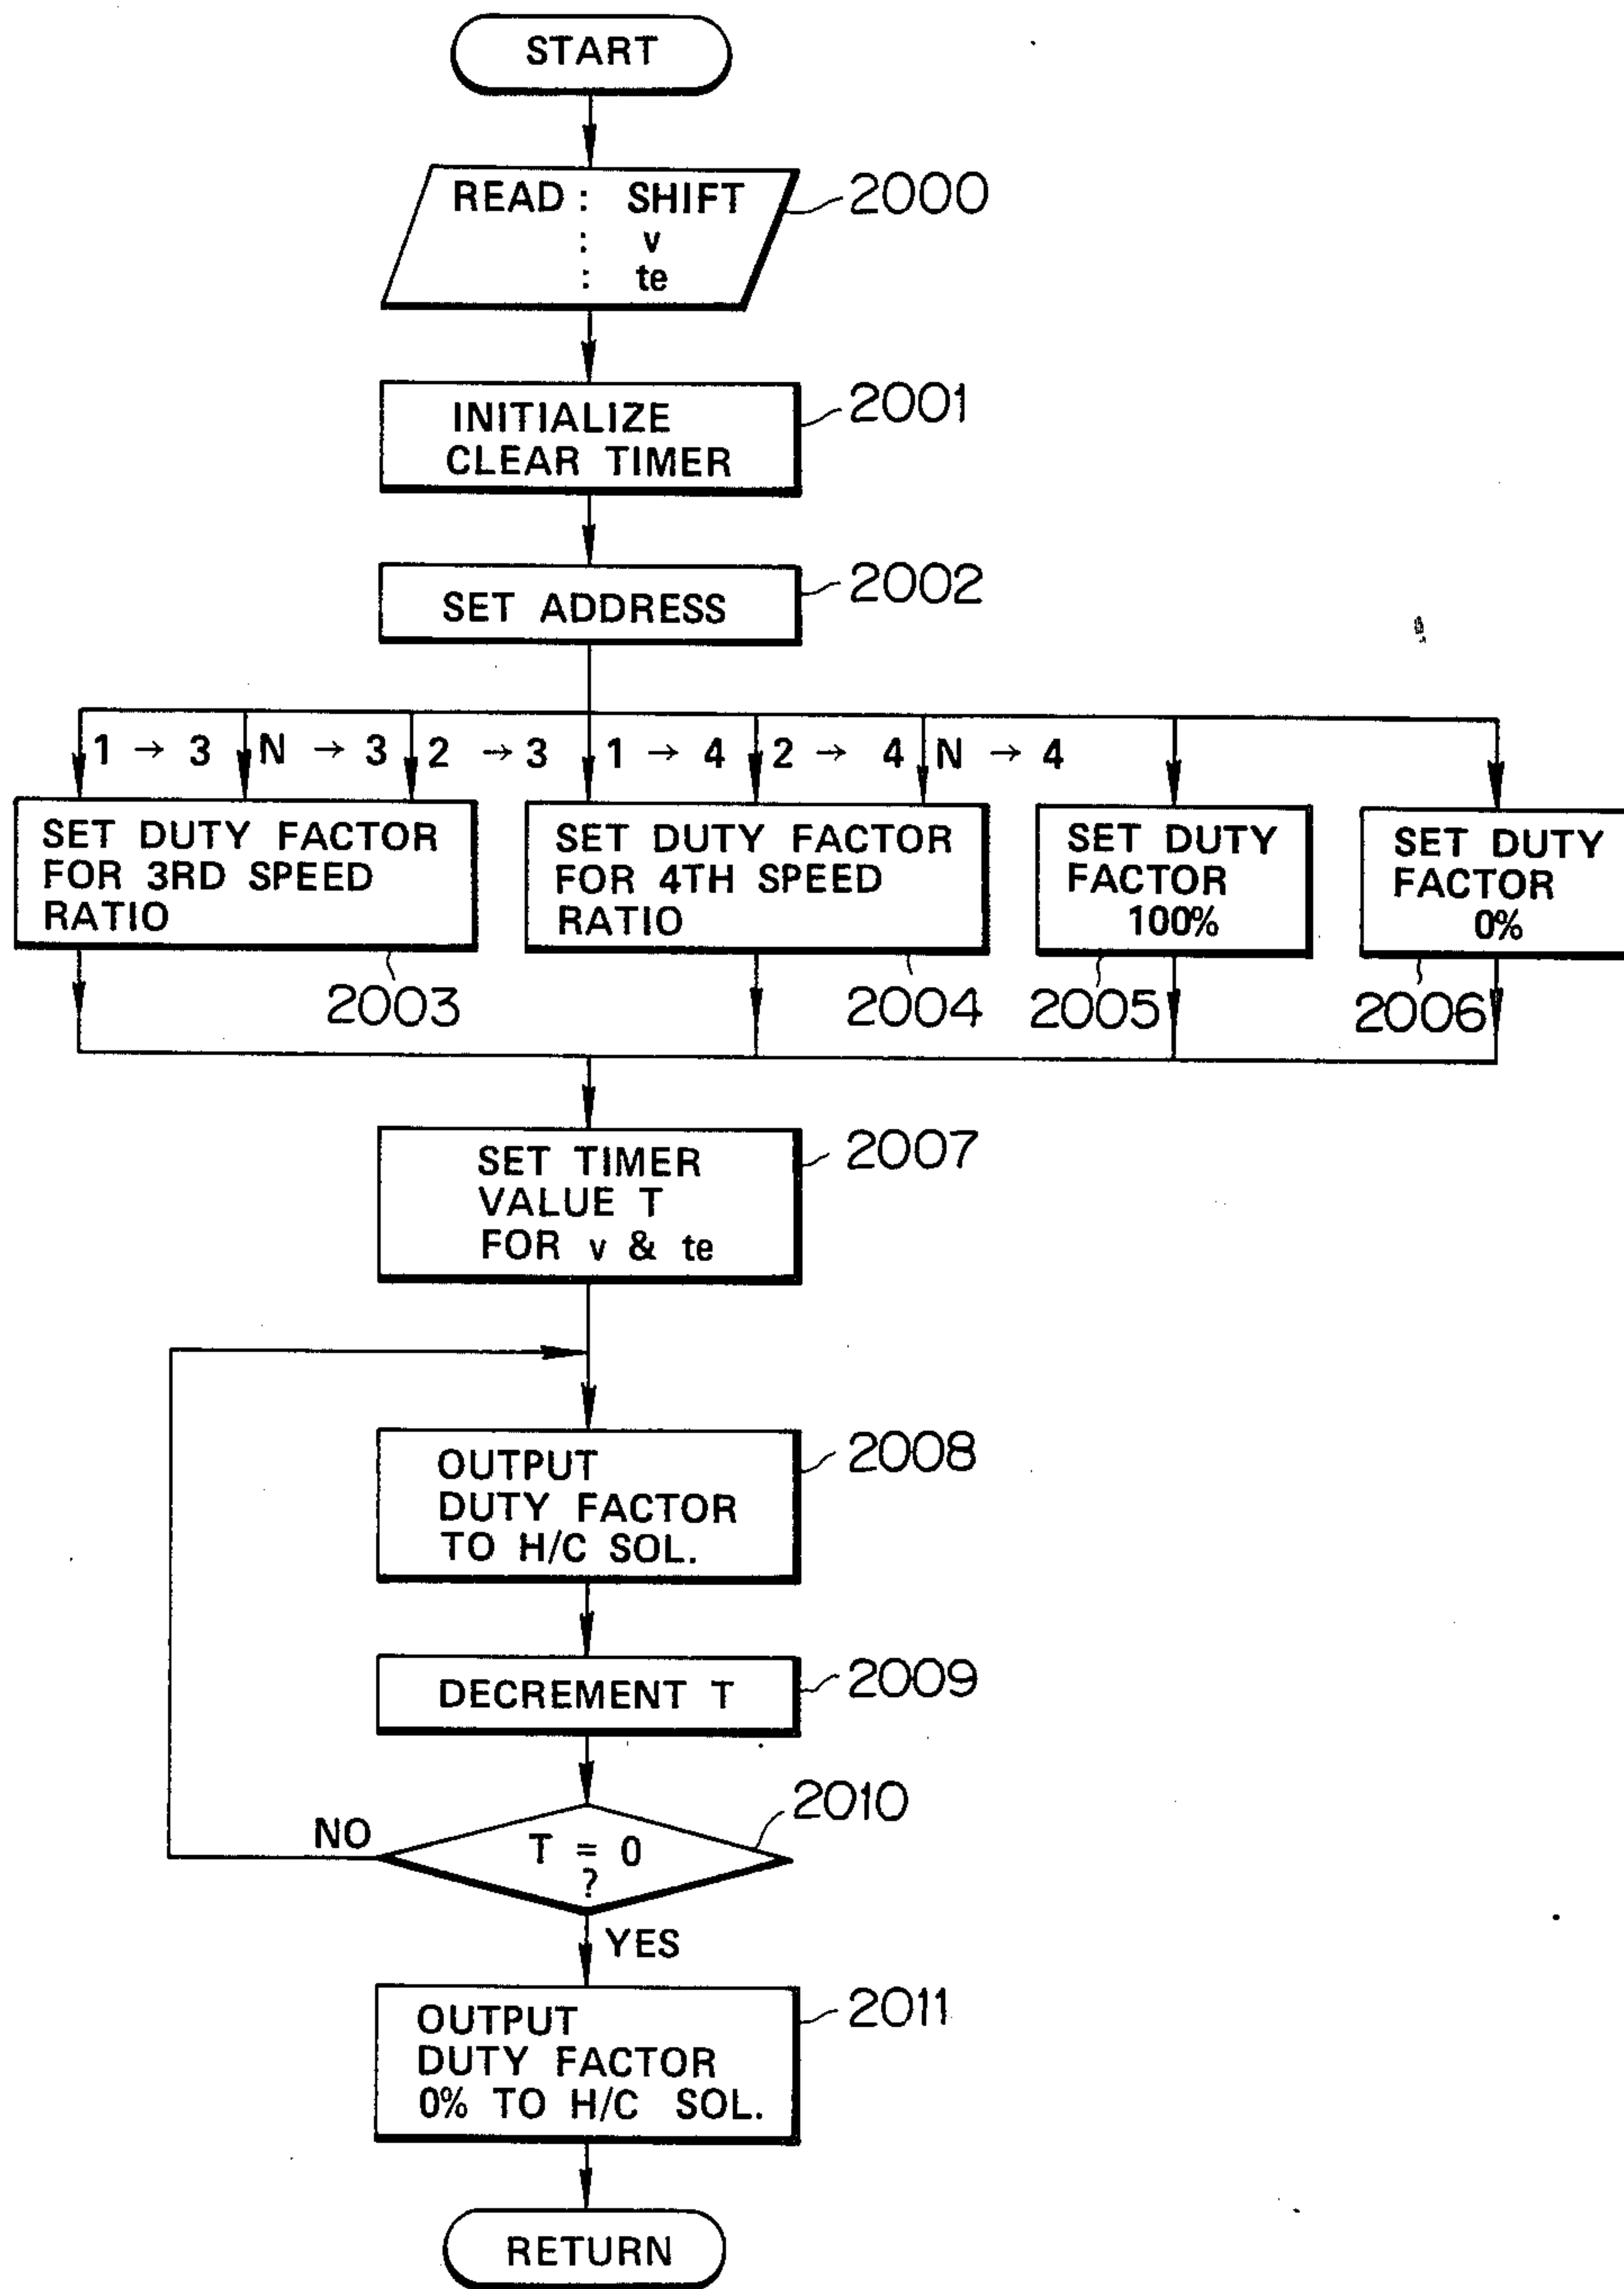 START
READ : SHIFT
: v
: te
2000
INITIALIZE
CLEAR TIMER
2001
SET ADDRESS
2002
1 → 3 N → 3 2 → 3 1 → 4 2 → 4 N → 4
SET DUTY FACTOR
FOR 3RD SPEED
RATIO
2003
SET DUTY FACTOR
FOR 4TH SPEED
RATIO
2004
SET DUTY
FACTOR
100%
2005
SET DUTY
FACTOR
0%
2006
SET TIMER
VALUE T
FOR v & te
2007
OUTPUT
DUTY FACTOR
TO H/C SOL.
2008
DECREMENT T
2009
T = 0
?
2010
NO
YES
OUTPUT
DUTY FACTOR
0% TO H/C SOL.
2011
RETURN